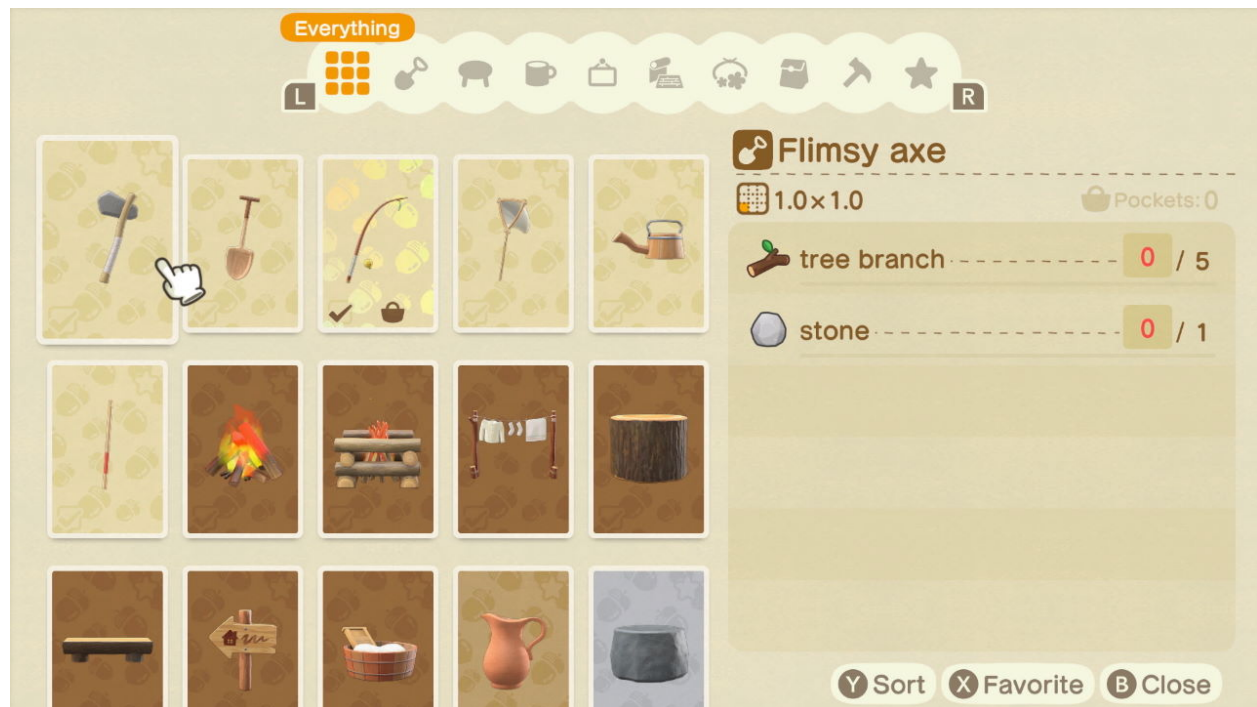 Everything
L
R
Flimsy axe
1.0×1.0 Pockets: 0
tree branch 0 / 5
stone 0 / 1
Y Sort X Favorite B Close